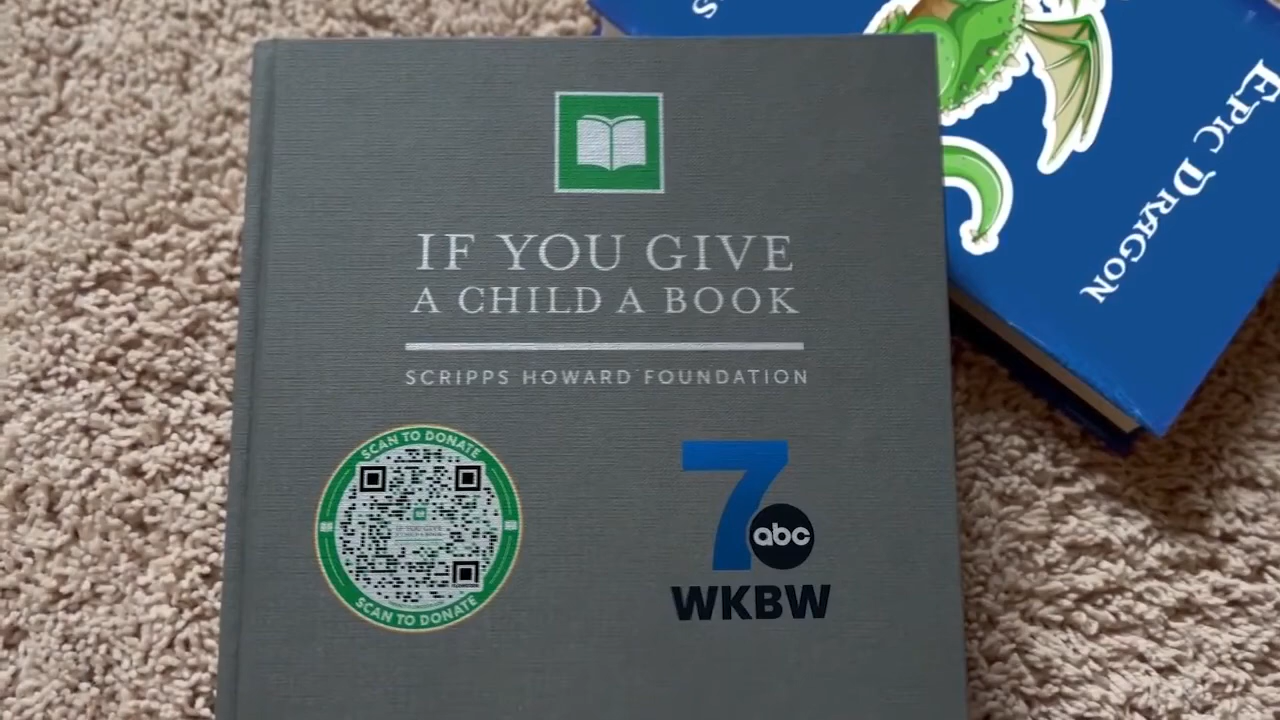 IF YOU GIVE
A CHILD A BOOK
SCRIPPS HOWARD FOUNDATION
SCAN TO DONATE
SCAN TO DONATE
7
abc
WKBW
EPIC DRAGON